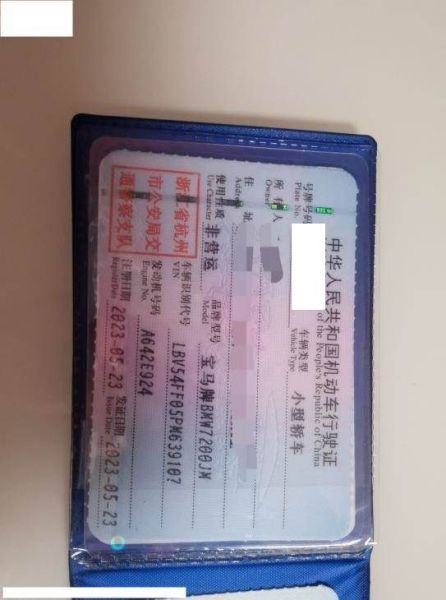 中华人民共和国机动车行驶证
of the People's Republic of China
号牌号码
Plate No.
车辆类型 小型轿车
Vehicle Type
所有人
Owner
住址
Address
使用性质 非营运
Use Character
品牌型号 宝马牌BMW7200JM
Model
浙江省杭州
市公安局交
通警察支队
车辆识别代号 LBV54FF05PM639107
VIN
发动机号码 A642E924
Engine No.
注册日期 2023-05-23
Register Date
发证日期 2023-05-23
Issue Date